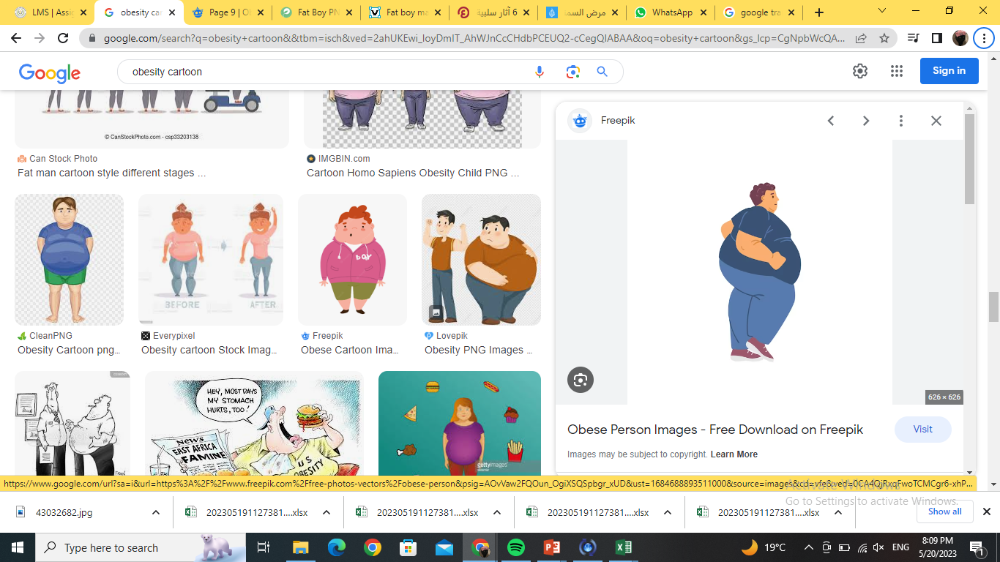 LMS | Assig
obesity car
Page 9 | Ob
Fat Boy PN
Fat boy ma
6 آثار سلبية
مرض السم
WhatsApp
google tra
google.com/search?q=obesity+cartoon&&tbm=isch&ved=2ahUKEwi_loyDmIT_AhWJnCcCHdbPCEUQ2-cCegQIABAA&oq=obesity+cartoon&gs_lcp=CgNpbWcQA...
Google
obesity cartoon
Sign in
© CanStockPhoto.com - csp33203138
Can Stock Photo
Fat man cartoon style different stages ...
IMGBIN.com
Cartoon Homo Sapiens Obesity Child PNG ...
BEFORE
AFTER
BOY
CleanPNG
Obesity Cartoon png...
Everypixel
Obesity cartoon Stock Imag...
Freepik
Obese Cartoon Ima...
Lovepik
Obesity PNG Images ...
HEY, MOST DAYS
MY STOMACH
HURTS, TOO!
NEWS
EAST AFRICA
FAMINE
U.S.
OBESITY
gettyimages
Freepik
626 × 626
Obese Person Images - Free Download on Freepik
Visit
Images may be subject to copyright. Learn More
https://www.google.com/url?sa=i&url=https%3A%2F%2Fwww.freepik.com%2Ffree-photos-vectors%2Fobese-person&psig=AOvVaw2FQOun_OgiXSQSpbgr_xUD&ust=1684688893511000&source=images&cd=vfe&ved=0CA4QjRxqFwoTCMCgr6-xhP...
Activate Windows
Go to Settings to activate Windows.
43032682.jpg
202305191127381....xlsx
202305191127381....xlsx
202305191127381....xlsx
202305191127381....xlsx
Show all
Type here to search
19°C
ENG
8:09 PM
5/20/2023
1